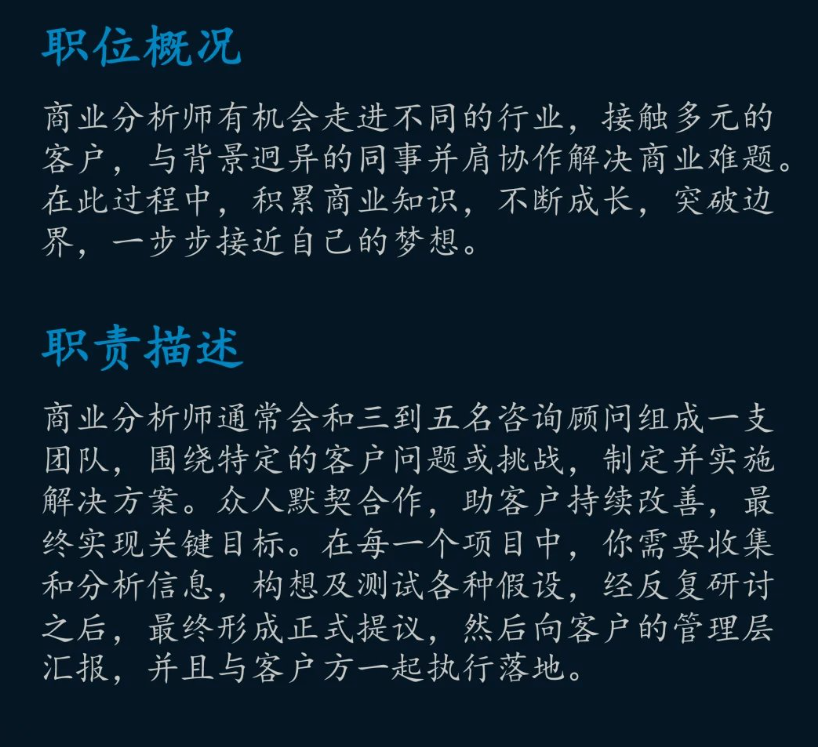 职位概况
商业分析师有机会走进不同的行业，接触多元的
客户，与背景迥异的同事并肩协作解决商业难题。
在此过程中，积累商业知识，不断成长，突破边
界，一步步接近自己的梦想。
职责描述
商业分析师通常会和三到五名咨询顾问组成一支
团队，围绕特定的客户问题或挑战，制定并实施
解决方案。众人默契合作，助客户持续改善，最
终实现关键目标。在每一个项目中，你需要收集
和分析信息，构想及测试各种假设，经反复研讨
之后，最终形成正式提议，然后向客户的管理层
汇报，并且与客户方一起执行落地。